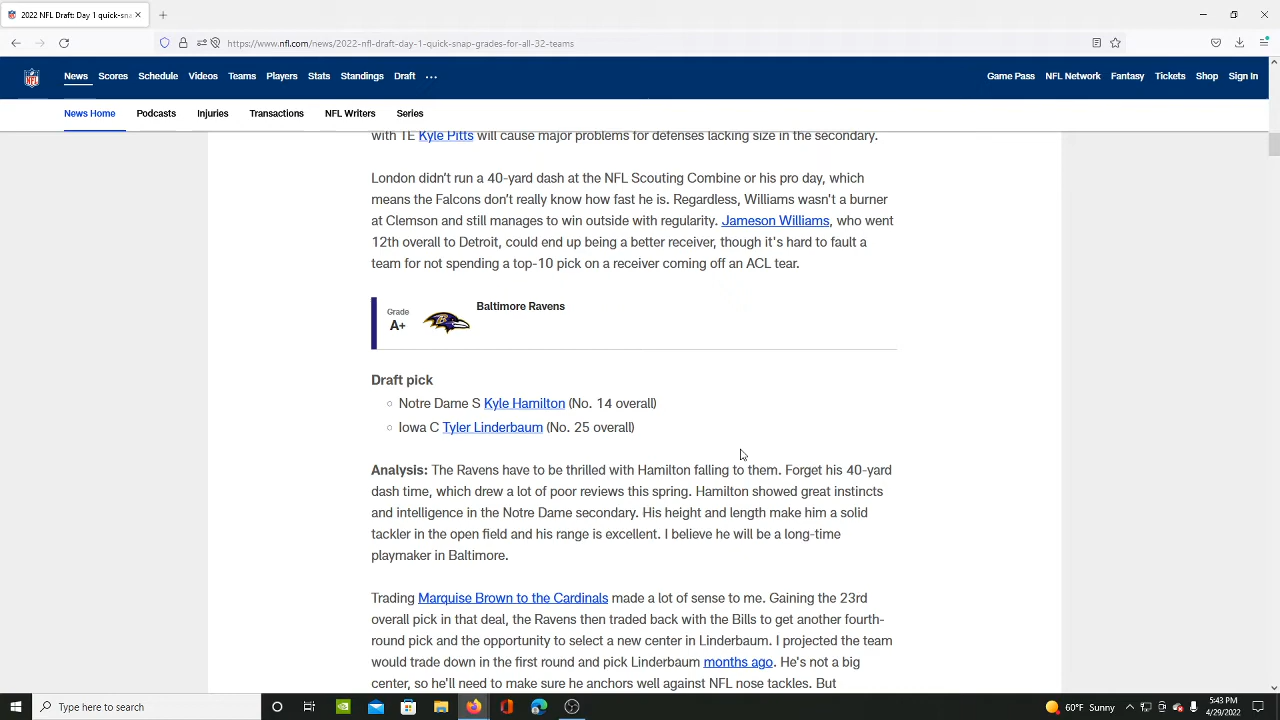 2022 NFL Draft: Day 1 quick-sna
https://www.nfl.com/news/2022-nfl-draft-day-1-quick-snap-grades-for-all-32-teams
News Scores Schedule Videos Teams Players Stats Standings Draft ••• Game Pass NFL Network Fantasy Tickets Shop Sign In
News Home Podcasts Injuries Transactions NFL Writers Series
with TE Kyle Pitts will cause major problems for defenses lacking size in the secondary.
London didn't run a 40-yard dash at the NFL Scouting Combine or his pro day, which
means the Falcons don't really know how fast he is. Regardless, Williams wasn't a burner
at Clemson and still manages to win outside with regularity. Jameson Williams, who went
12th overall to Detroit, could end up being a better receiver, though it's hard to fault a
team for not spending a top-10 pick on a receiver coming off an ACL tear.
Grade
A+
Baltimore Ravens
Draft pick
Notre Dame S Kyle Hamilton (No. 14 overall)
Iowa C Tyler Linderbaum (No. 25 overall)
Analysis: The Ravens have to be thrilled with Hamilton falling to them. Forget his 40-yard
dash time, which drew a lot of poor reviews this spring. Hamilton showed great instincts
and intelligence in the Notre Dame secondary. His height and length make him a solid
tackler in the open field and his range is excellent. I believe he will be a long-time
playmaker in Baltimore.
Trading Marquise Brown to the Cardinals made a lot of sense to me. Gaining the 23rd
overall pick in that deal, the Ravens then traded back with the Bills to get another fourth-
round pick and the opportunity to select a new center in Linderbaum. I projected the team
would trade down in the first round and pick Linderbaum months ago. He's not a big
center, so he'll need to make sure he anchors well against NFL nose tackles. But
Type here to search
60°F Sunny
5:43 PM
4/29/2022